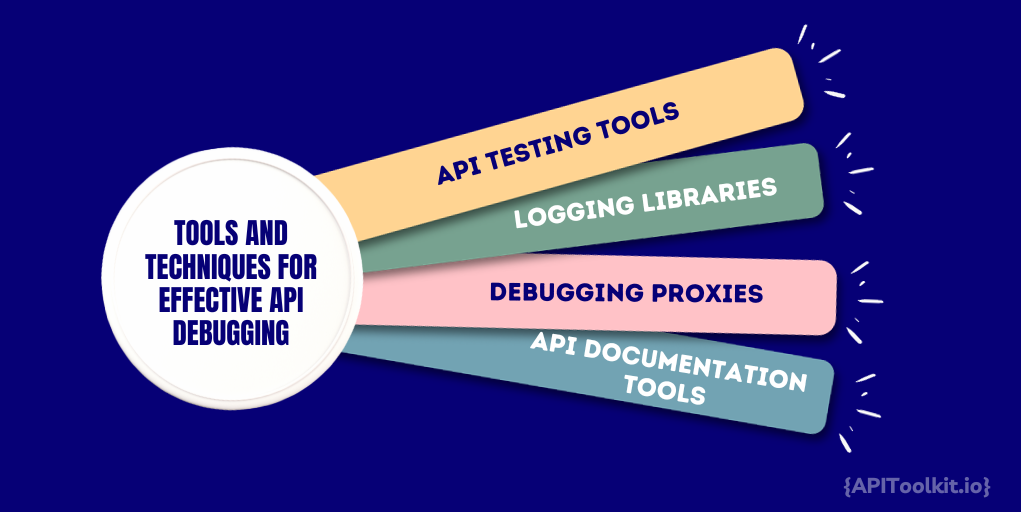 TOOLS AND
TECHNIQUES FOR
EFFECTIVE API
DEBUGGING
API TESTING TOOLS
LOGGING LIBRARIES
DEBUGGING PROXIES
API DOCUMENTATION
TOOLS
{APIToolkit.io}